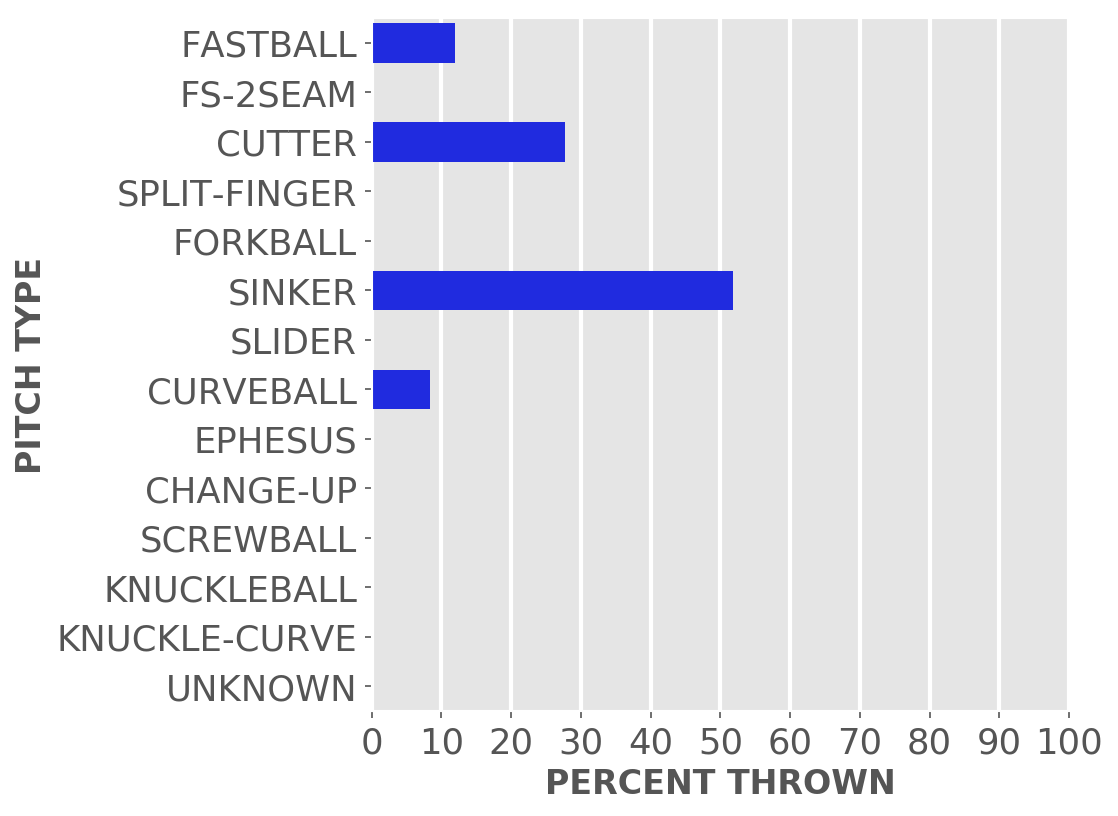 FASTBALL
FS-2SEAM
CUTTER
SPLIT-FINGER
FORKBALL
SINKER
SLIDER
CURVEBALL
EPHESUS
CHANGE-UP
SCREWBALL
KNUCKLEBALL
KNUCKLE-CURVE
UNKNOWN
PITCH TYPE
0 10 20 30 40 50 60 70 80 90 100
PERCENT THROWN